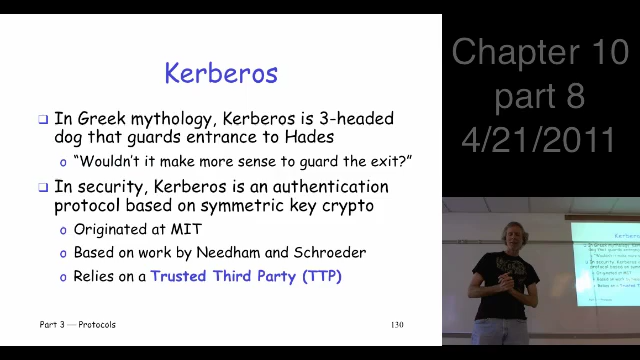 Kerberos
In Greek mythology, Kerberos is 3-headed
dog that guards entrance to Hades
"Wouldn't it make more sense to guard the exit?"
In security, Kerberos is an authentication
protocol based on symmetric key crypto
Originated at MIT
Based on work by Needham and Schroeder
Relies on a Trusted Third Party (TTP)
Part 3 — Protocols
130
Chapter 10
part 8
4/21/2011